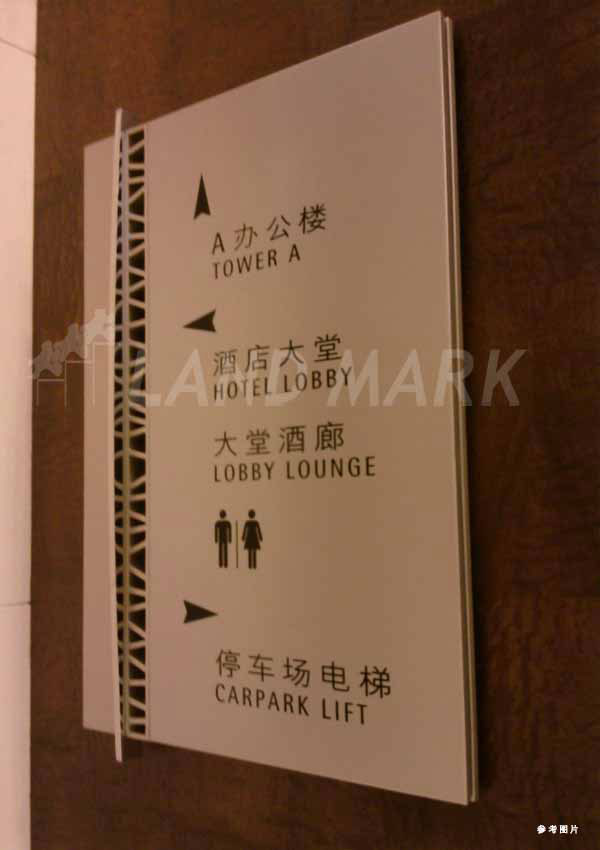 A办公楼
TOWER A
酒店大堂
HOTEL LOBBY
LAND MARK
大堂酒廊
LOBBY LOUNGE
停车场电梯
CARPARK LIFT
参考图片